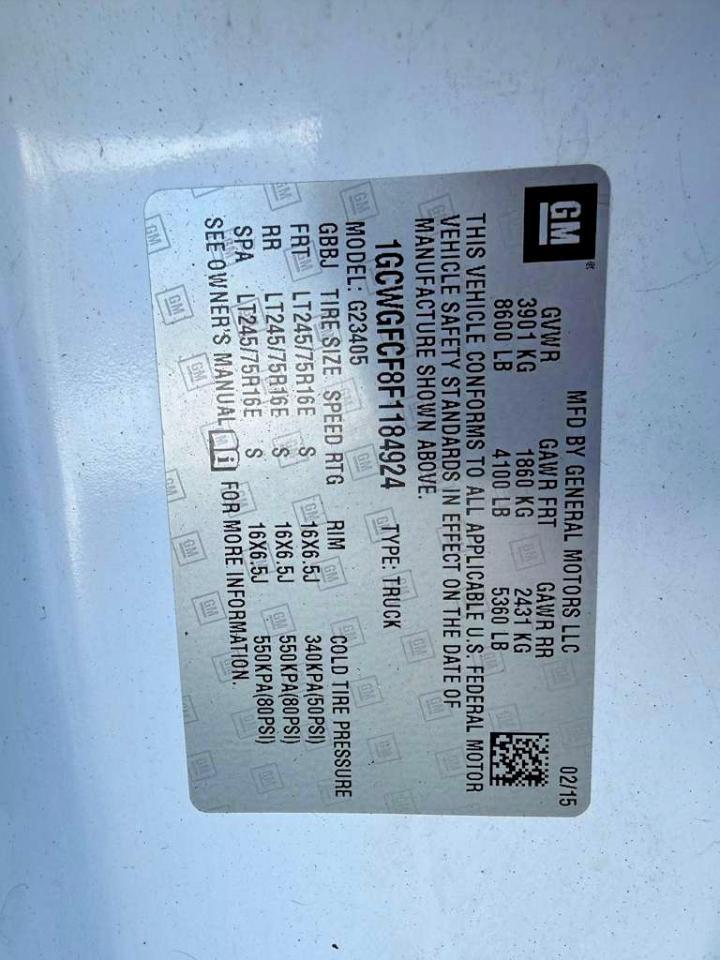 GM
MFD BY GENERAL MOTORS LLC 02/15
GVWR GAWR FRT GAWR RR
3901 KG 1860 KG 2431 KG
8600 LB 4100 LB 5360 LB
THIS VEHICLE CONFORMS TO ALL APPLICABLE U.S. FEDERAL MOTOR
VEHICLE SAFETY STANDARDS IN EFFECT ON THE DATE OF
MANUFACTURE SHOWN ABOVE.
1GCWGFCF8F1184924 TYPE: TRUCK
MODEL: G23405
GBBJ TIRE SIZE SPEED RTG RIM COLD TIRE PRESSURE
FRT LT245/75R16E S 16X6.5J 340KPA(50PSI)
RR LT245/75R16E S 16X6.5J 550KPA(80PSI)
SPA LT245/75R16E S 16X6.5J 550KPA(80PSI)
SEE OWNER'S MANUAL i FOR MORE INFORMATION.